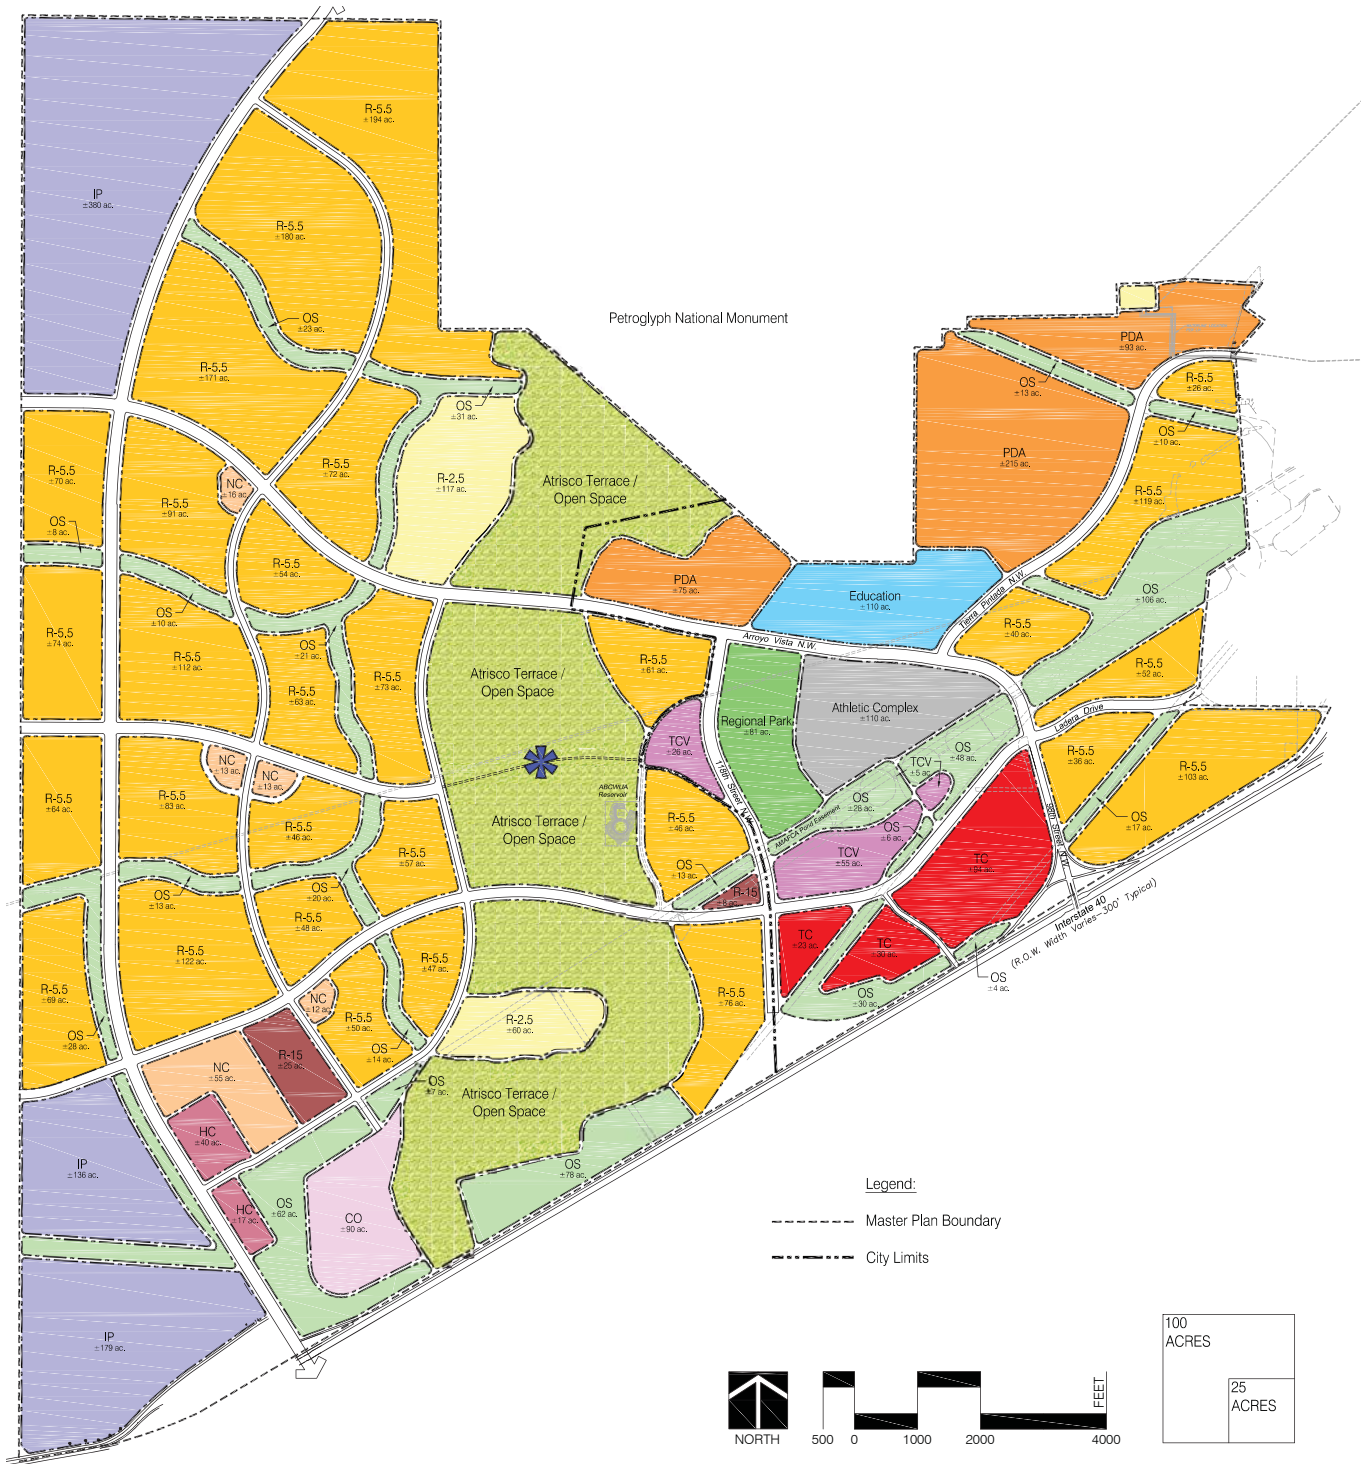 R-5.5
±194 ac.
IP
±380 ac.
R-5.5
±180 ac.
OS
±23 ac.
Petroglyph National Monument
PDA
±93 ac.
R-5.5
±171 ac.
OS
±13 ac.
R-5.5
±26 ac.
OS
±31 ac.
OS
±10 ac.
PDA
±215 ac.
R-5.5
±70 ac.
R-5.5
±72 ac.
R-2.5
±117 ac.
Atrisco Terrace /
Open Space
NC
±16 ac.
R-5.5
±91 ac.
R-5.5
±119 ac.
OS
±8 ac.
R-5.5
±54 ac.
PDA
±75 ac.
Education
±110 ac.
Tierra Pintada N.W.
OS
±106 ac.
OS
±10 ac.
R-5.5
±40 ac.
R-5.5
±74 ac.
Arroyo Vista N.W.
OS
±21 ac.
R-5.5
±112 ac.
R-5.5
±61 ac.
R-5.5
±52 ac.
Atrisco Terrace /
Open Space
R-5.5
±73 ac.
R-5.5
±63 ac.
Athletic Complex
±110 ac.
Ladera Drive
Regional Park
±81 ac.
TCV
±26 ac.
OS
±48 ac.
R-5.5
±36 ac.
R-5.5
±103 ac.
NC
±13 ac.
NC
±13 ac.
TCV
±5 ac.
118th Street N.W.
ABCWUA
Reservoir
OS
±28 ac.
R-5.5
±64 ac.
R-5.5
±83 ac.
R-5.5
±46 ac.
Atrisco Terrace /
Open Space
R-5.5
±46 ac.
AMAFCA Pond Easement
OS
±6 ac.
98th Street N.W.
OS
±17 ac.
R-5.5
±57 ac.
TCV
±55 ac.
TC
±94 ac.
OS
±13 ac.
OS
±13 ac.
OS
±20 ac.
R-15
±8 ac.
Interstate 40
(R.O.W. Width Varies-300' Typical)
R-5.5
±48 ac.
TC
±23 ac.
TC
±30 ac.
R-5.5
±122 ac.
R-5.5
±47 ac.
OS
±4 ac.
R-5.5
±69 ac.
NC
±12 ac.
R-5.5
±76 ac.
OS
±30 ac.
R-5.5
±50 ac.
R-2.5
±60 ac.
OS
±28 ac.
OS
±14 ac.
NC
±55 ac.
R-15
±25 ac.
OS
±7 ac.
Atrisco Terrace /
Open Space
HC
±40 ac.
IP
±136 ac.
OS
±78 ac.
HC
±17 ac.
OS
±62 ac.
CO
±90 ac.
Legend:
Master Plan Boundary
City Limits
IP
±179 ac.
100
ACRES
25
ACRES
FEET
NORTH
500 0 1000 2000 4000